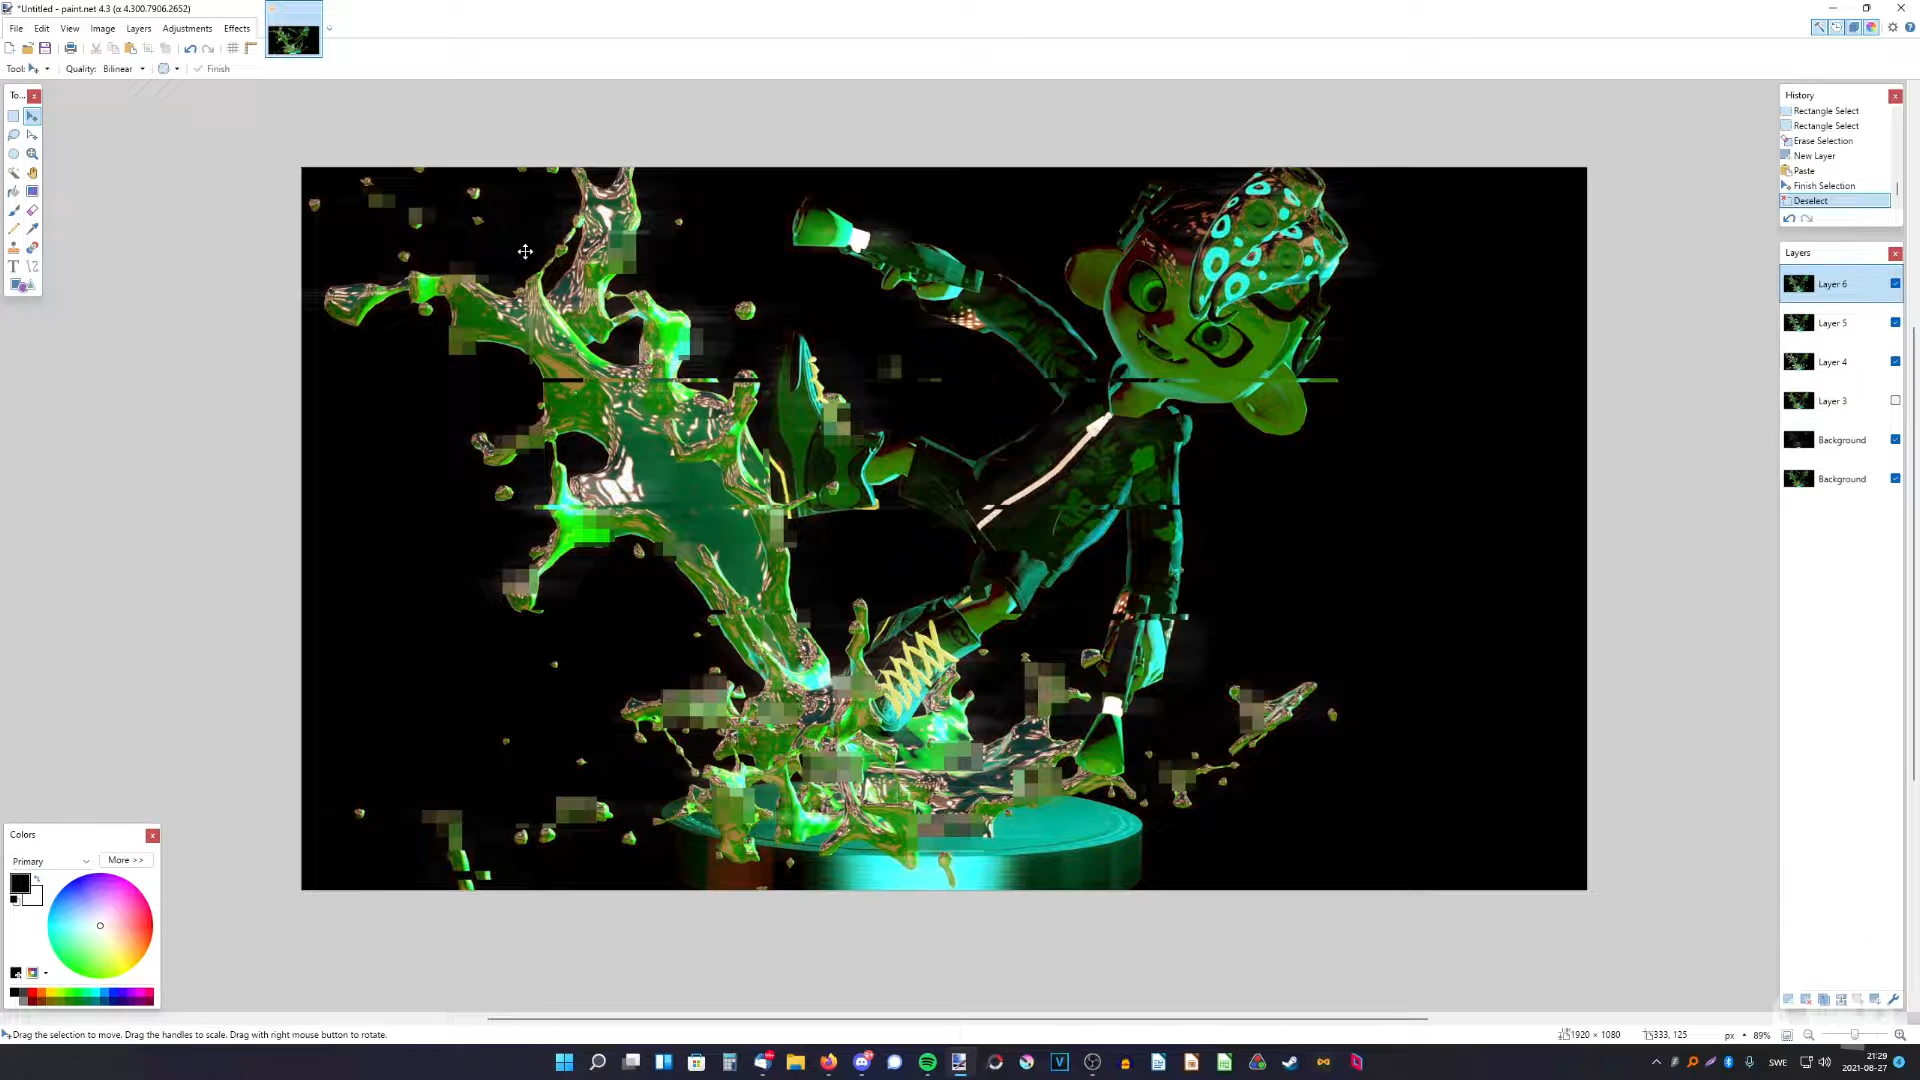 *Untitled - paint.net 4.3 (α 4.300.7906.2652)
File Edit View Image Layers Adjustments Effects
Tool: Quality: Bilinear Finish
To...
History
Rectangle Select
Rectangle Select
Erase Selection
New Layer
Paste
Finish Selection
Deselect
Layers
Layer 6
Layer 5
Layer 4
Layer 3
Background
Background
Colors
Primary More >>
Drag the selection to move. Drag the handles to scale. Drag with right mouse button to rotate. 1920 × 1080 333, 125 px 89%
SWE 21:29
2021-08-27 4